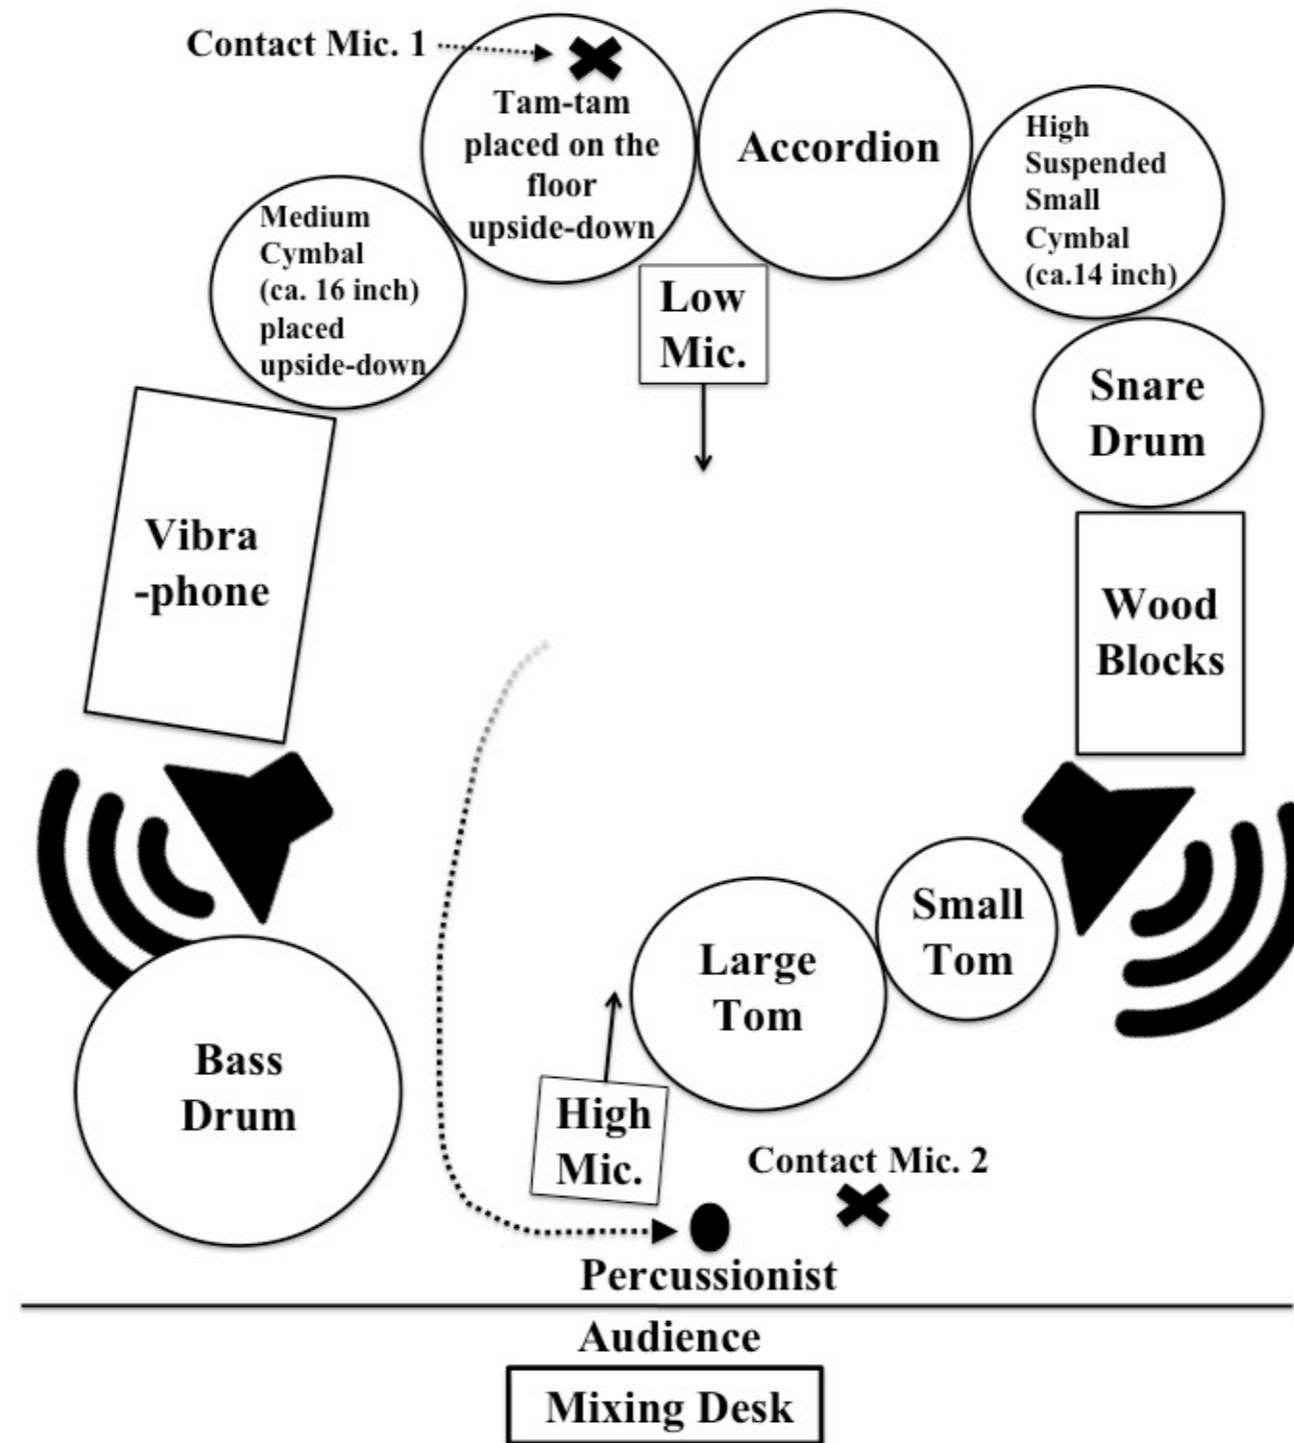 Contact Mic. 1
Tam-tam
placed on the
floor
upside-down
Accordion
High
Suspended
Small
Cymbal
(ca.14 inch)
Medium
Cymbal
(ca. 16 inch)
placed
upside-down
Low
Mic.
Snare
Drum
Vibra
-phone
Wood
Blocks
Small
Tom
Large
Tom
Bass
Drum
High
Mic.
Contact Mic. 2
Percussionist
Audience
Mixing Desk